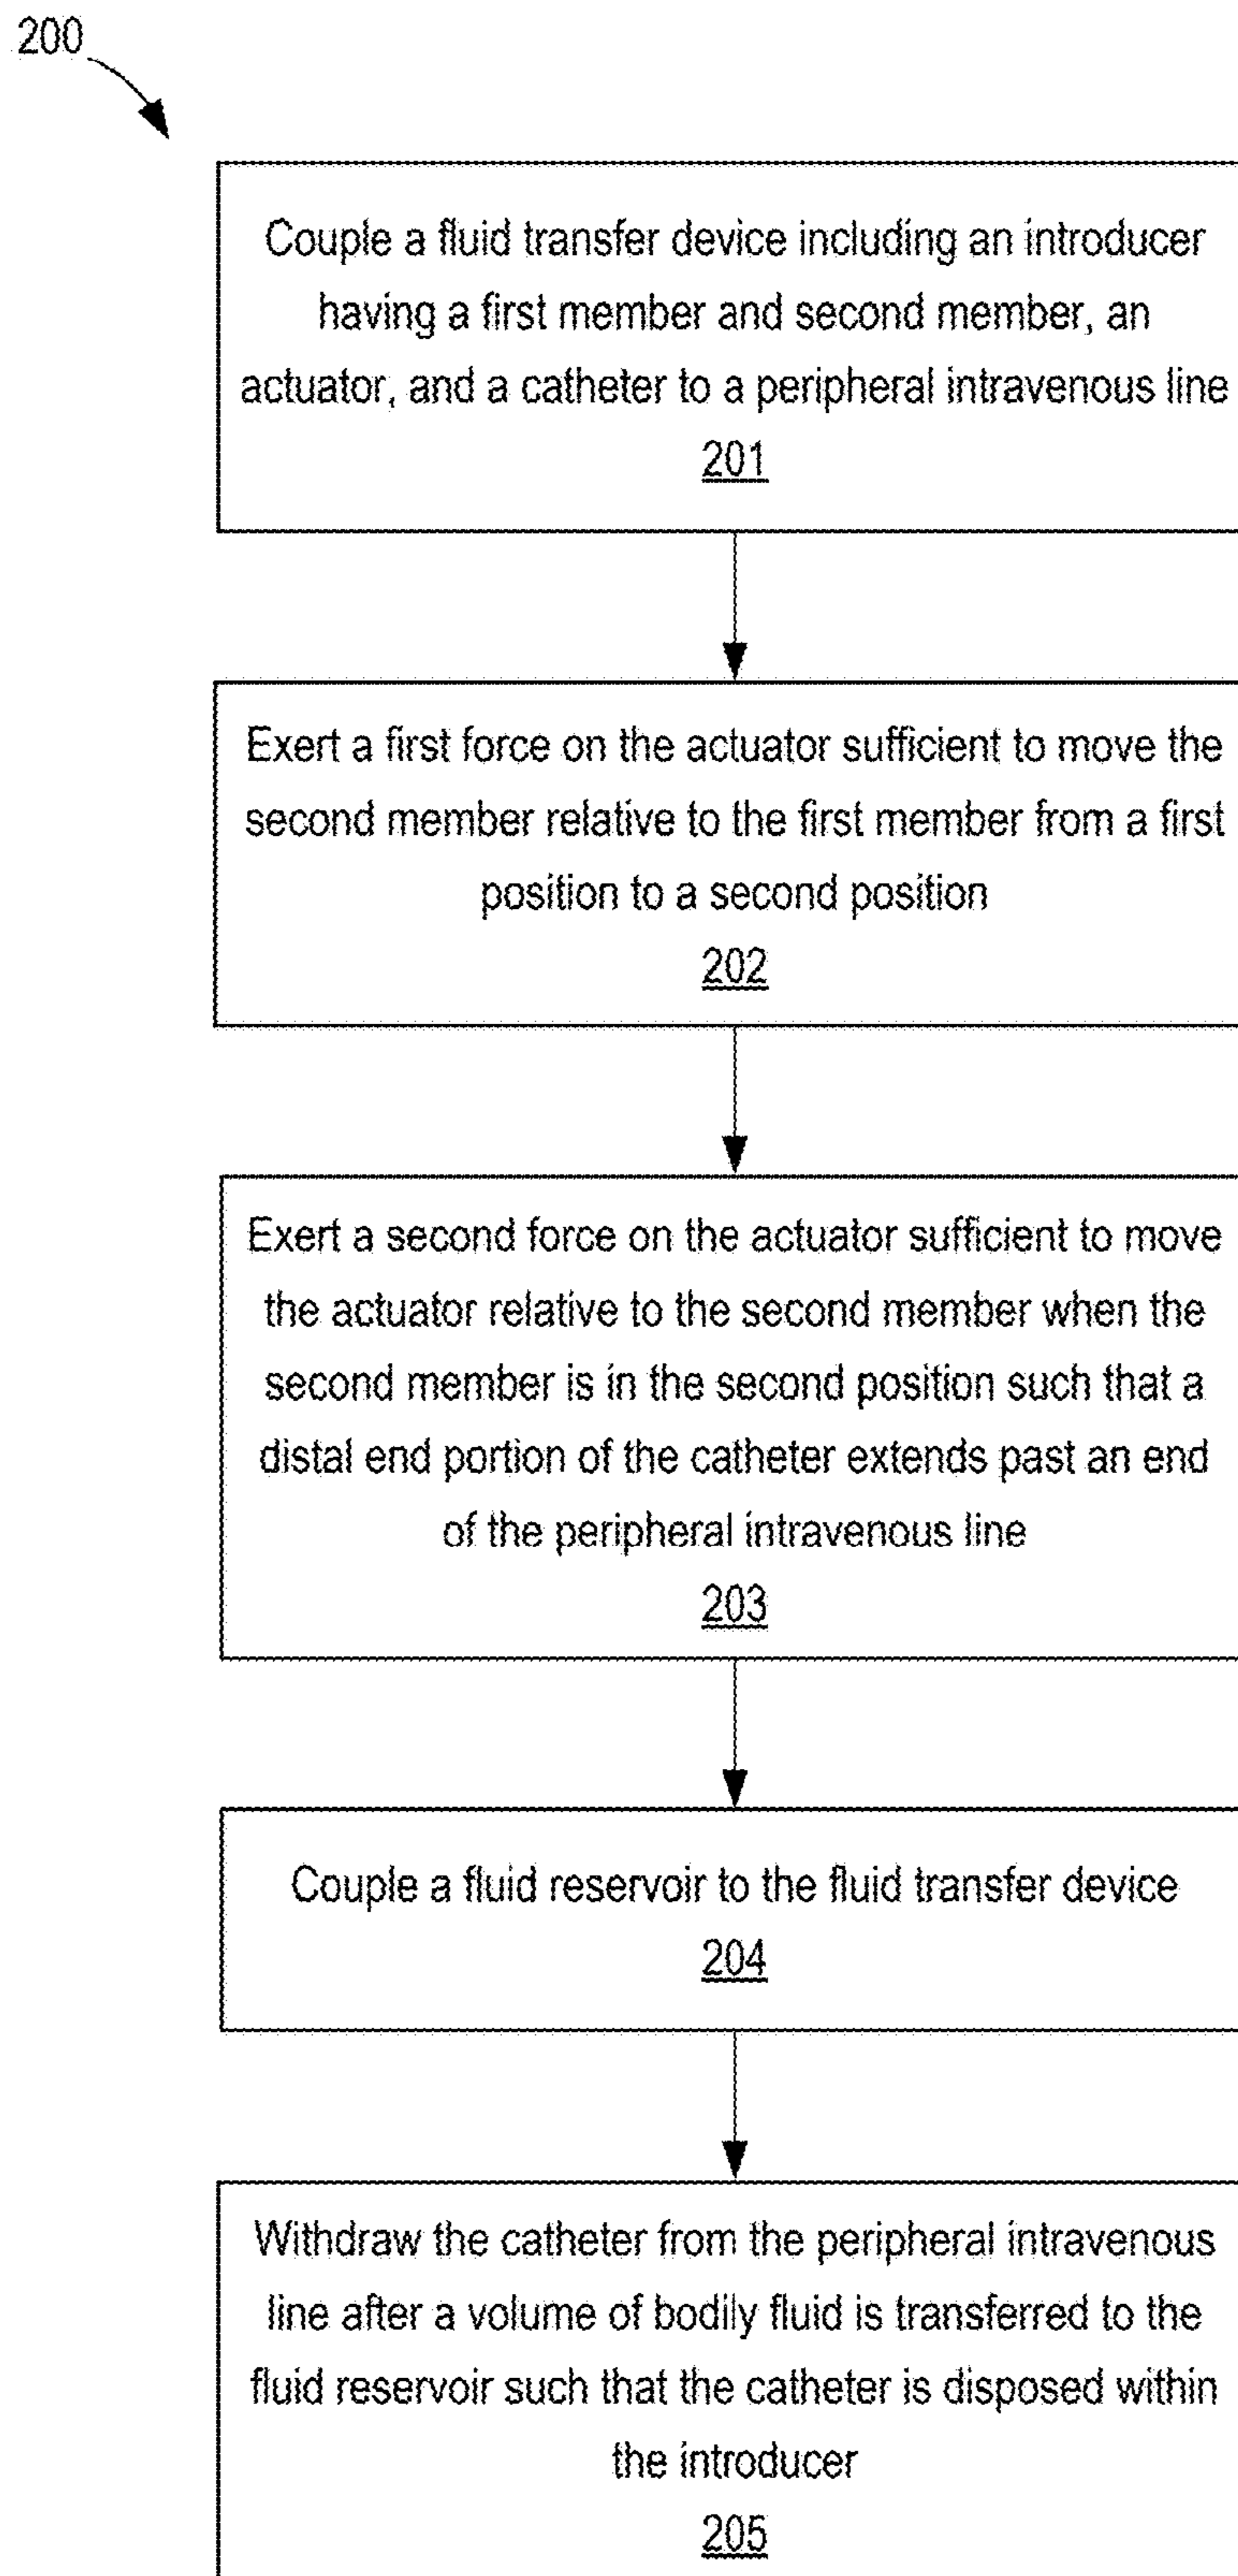 200
Couple a fluid transfer device including an introducer
having a first member and second member, an
actuator, and a catheter to a peripheral intravenous line
201
Exert a first force on the actuator sufficient to move the
second member relative to the first member from a first
position to a second position
202
Exert a second force on the actuator sufficient to move
the actuator relative to the second member when the
second member is in the second position such that a
distal end portion of the catheter extends past an end
of the peripheral intravenous line
203
Couple a fluid reservoir to the fluid transfer device
204
Withdraw the catheter from the peripheral intravenous
line after a volume of bodily fluid is transferred to the
fluid reservoir such that the catheter is disposed within
the introducer
205